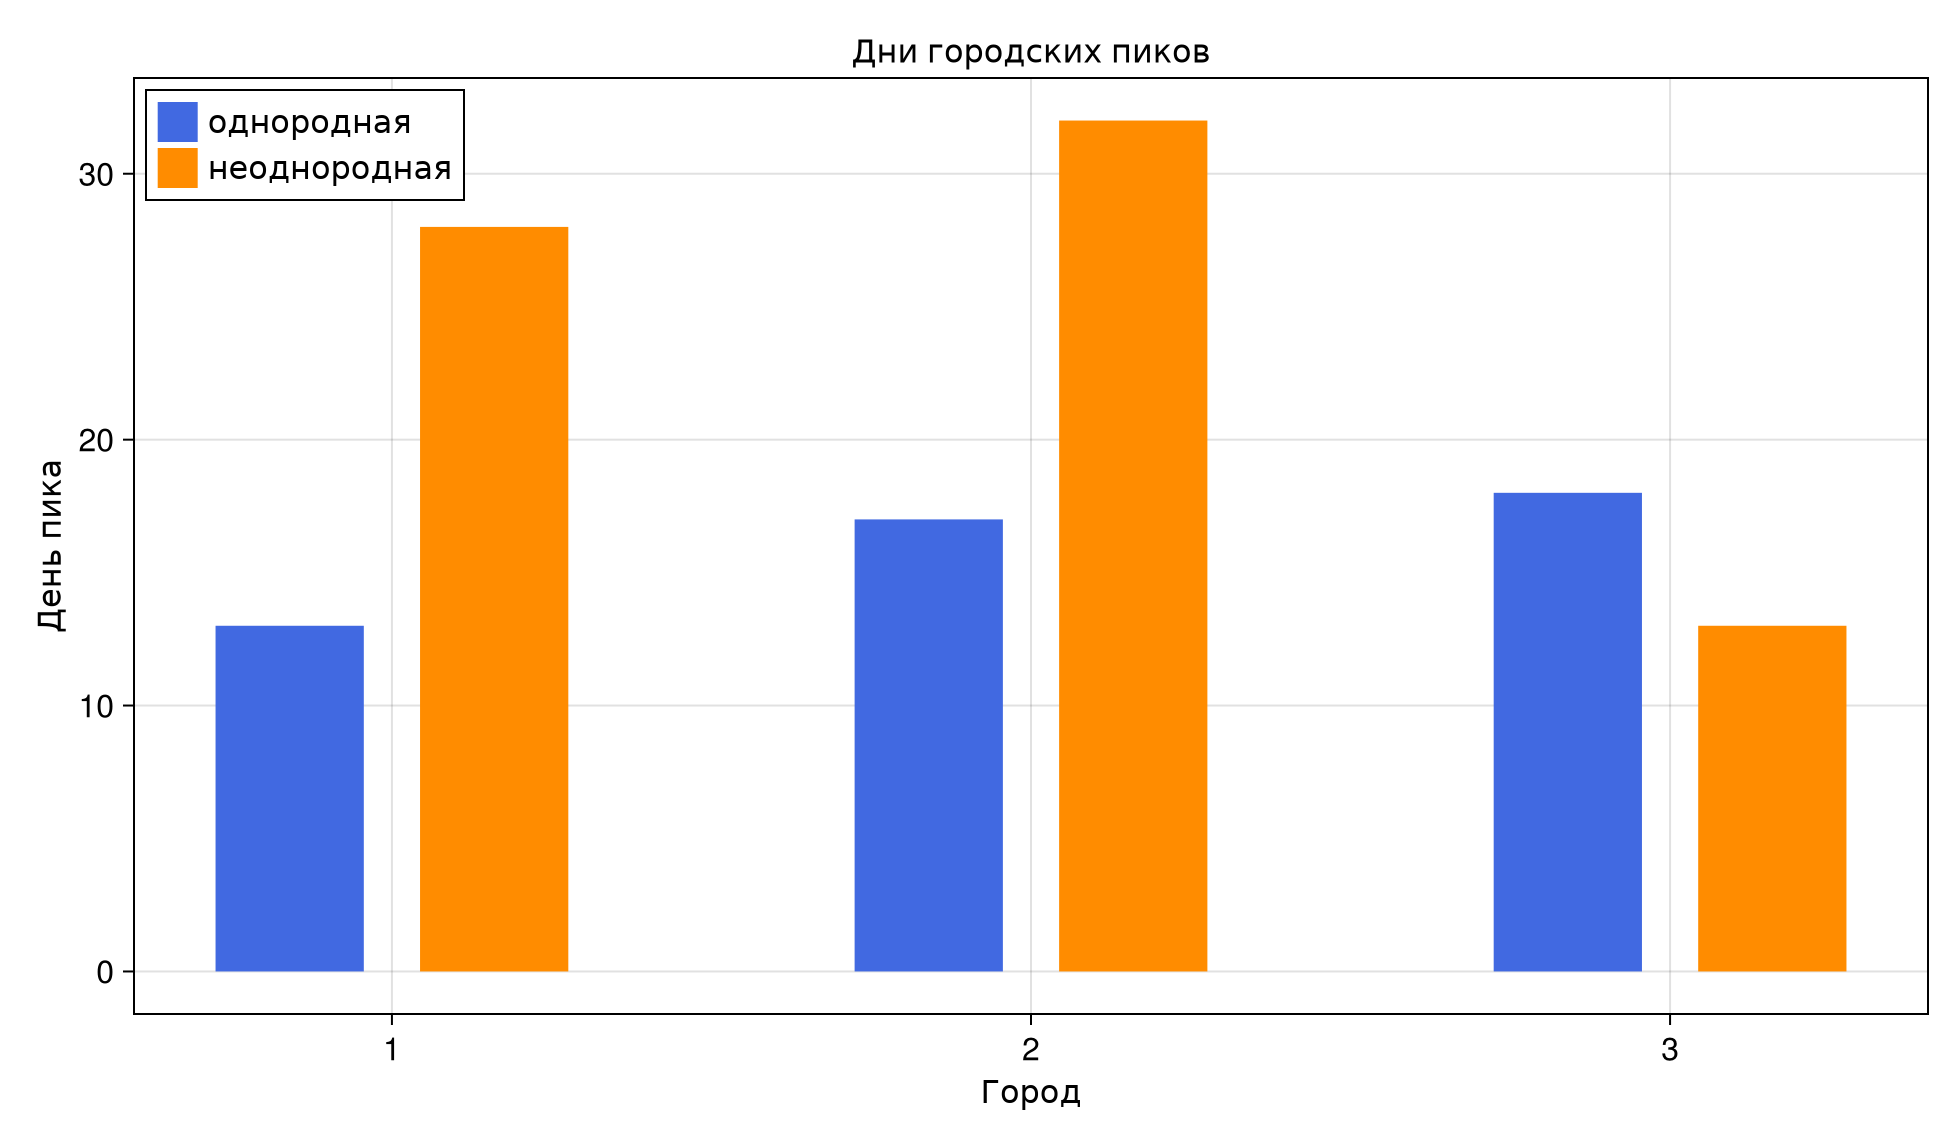 Дни городских пиков
однородная
неоднородная
30
20
10
0
День пика
1
2
3
Город